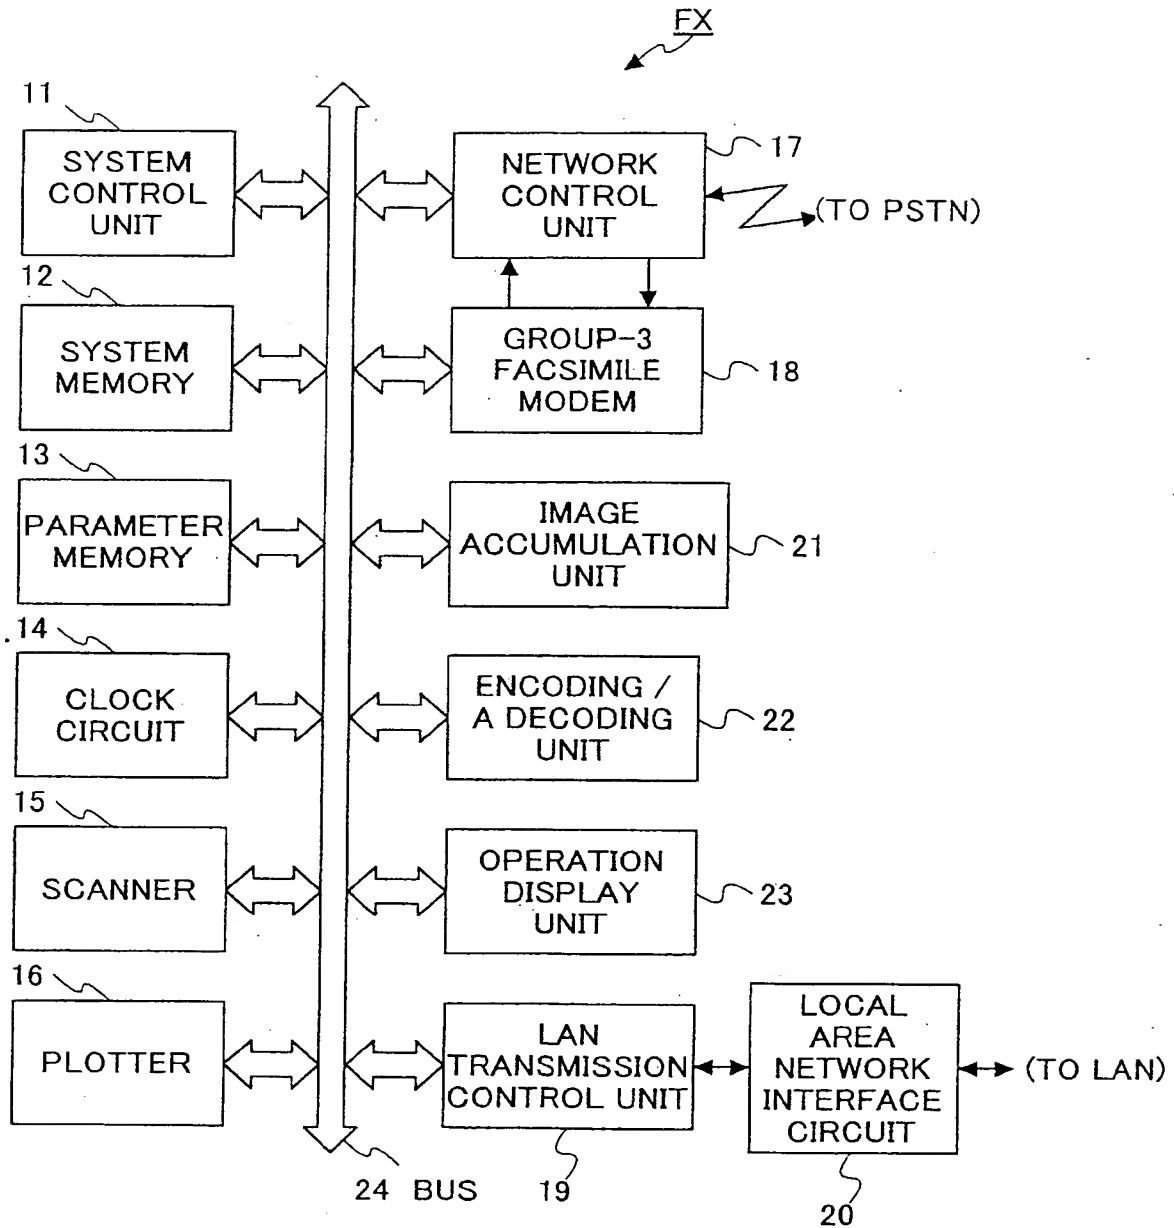 FX
11
SYSTEM
CONTROL
UNIT
NETWORK
CONTROL
UNIT
17
(TO PSTN)
12
SYSTEM
MEMORY
GROUP-3
FACSIMILE
MODEM
18
13
PARAMETER
MEMORY
IMAGE
ACCUMULATION
UNIT
21
14
CLOCK
CIRCUIT
ENCODING /
A DECODING
UNIT
22
15
SCANNER
OPERATION
DISPLAY
UNIT
23
16
PLOTTER
LAN
TRANSMISSION
CONTROL UNIT
LOCAL
AREA
NETWORK
INTERFACE
CIRCUIT
(TO LAN)
24 BUS
19
20